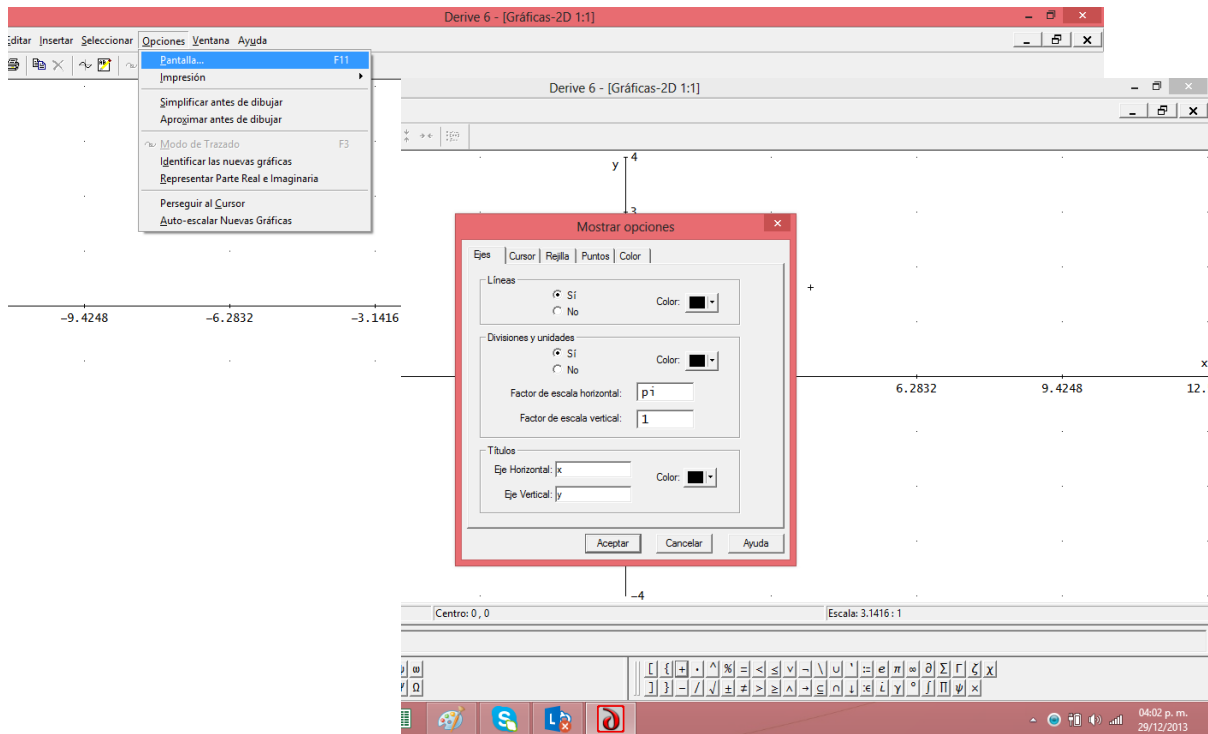 Derive 6 - [Gráficas-2D 1:1]
Editar Insertar Seleccionar Opciones Ventana Ayuda
Pantalla... F11
Impresión
Simplificar antes de dibujar
Aproximar antes de dibujar
Modo de Trazado F3
Identificar las nuevas gráficas
Representar Parte Real e Imaginaria
Perseguir al Cursor
Auto-escalar Nuevas Gráficas
-9.4248 -6.2832 -3.1416
Derive 6 - [Gráficas-2D 1:1]
y 4
3
Mostrar opciones
Ejes Cursor Rejilla Puntos Color
Líneas
Sí
No
Color:
Divisiones y unidades
Sí
No
Color:
Factor de escala horizontal: pi
Factor de escala vertical: 1
Títulos
Eje Horizontal: x
Eje Vertical: y
Color:
Aceptar Cancelar Ayuda
x
6.2832 9.4248 12.
-4
Centro: 0 , 0 Escala: 3.1416 : 1
ω
Ω
[ { + · ^ % = < ≤ ∨ ¬ \ ∪ ' := e π ∞ ∂ Σ Γ ζ χ
] } - / √ ± ≠ > ≥ ∧ → ⊆ ∩ ↓ :∈ i γ ° ∫ Π ψ ×
04:02 p. m.
29/12/2013